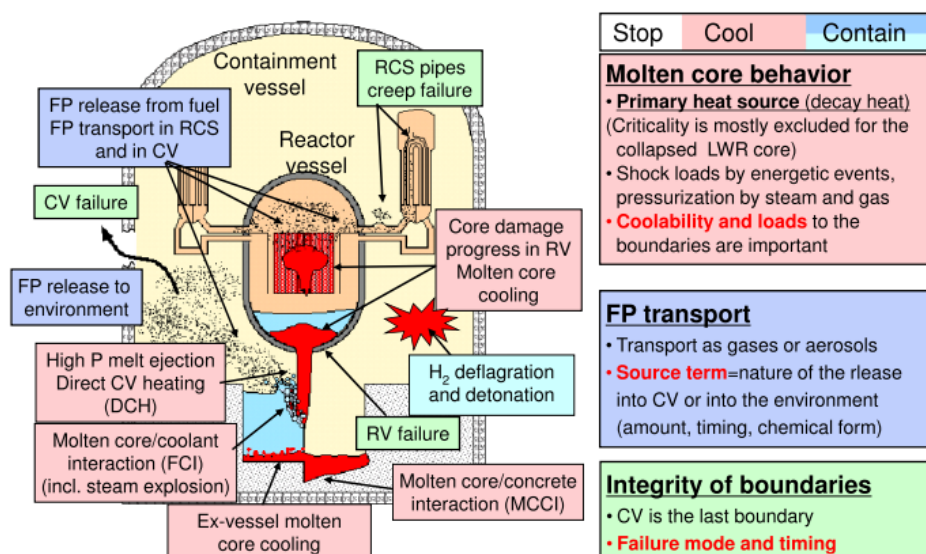 Containment
vessel
RCS pipes
creep failure
FP release from fuel
FP transport in RCS
and in CV
Reactor
vessel
CV failure
Core damage
progress in RV
Molten core
cooling
FP release to
environment
High P melt ejection
Direct CV heating
(DCH)
H2 deflagration
and detonation
RV failure
Molten core/coolant
interaction (FCI)
(incl. steam explosion)
Molten core/concrete
interaction (MCCI)
Ex-vessel molten
core cooling
Stop Cool Contain
Molten core behavior
• Primary heat source (decay heat)
(Criticality is mostly excluded for the
collapsed LWR core)
• Shock loads by energetic events,
pressurization by steam and gas
• Coolability and loads to the
boundaries are important
FP transport
• Transport as gases or aerosols
• Source term=nature of the rlease
into CV or into the environment
(amount, timing, chemical form)
Integrity of boundaries
• CV is the last boundary
• Failure mode and timing